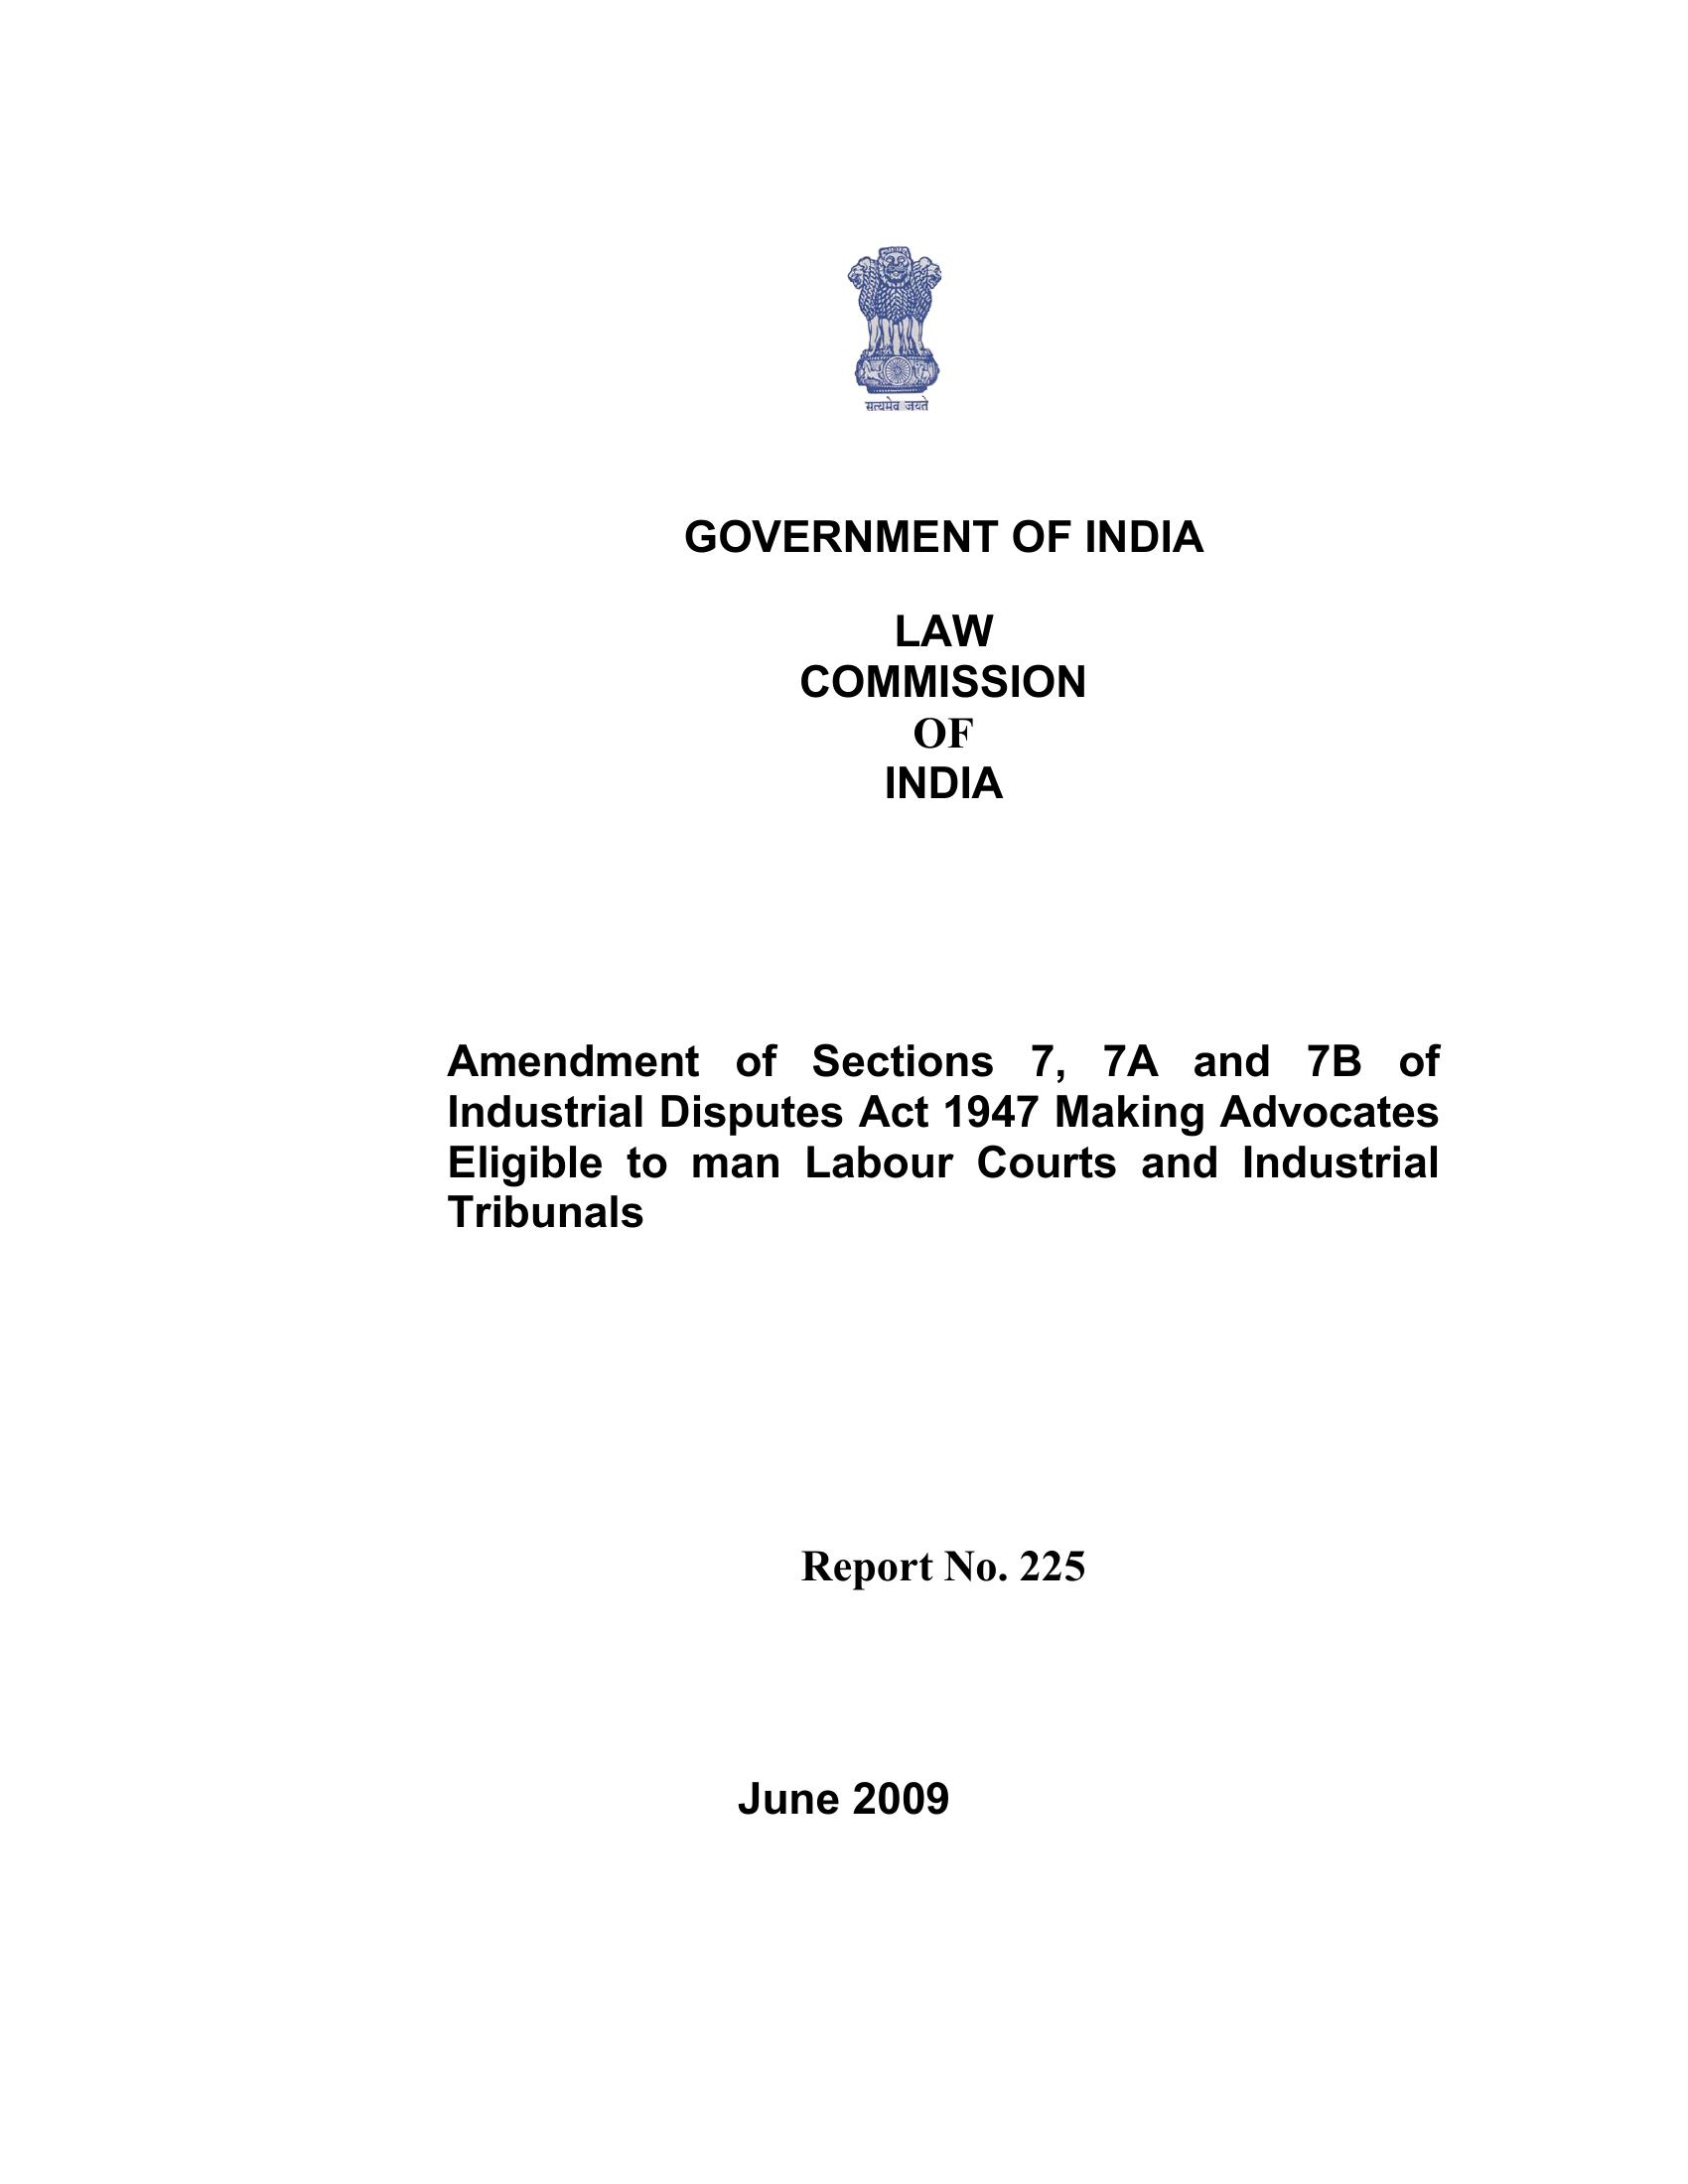 सत्यमेव जयते
GOVERNMENT OF INDIA
LAW
COMMISSION
OF
INDIA
Amendment of Sections 7, 7A and 7B of
Industrial Disputes Act 1947 Making Advocates
Eligible to man Labour Courts and Industrial
Tribunals
Report No. 225
June 2009